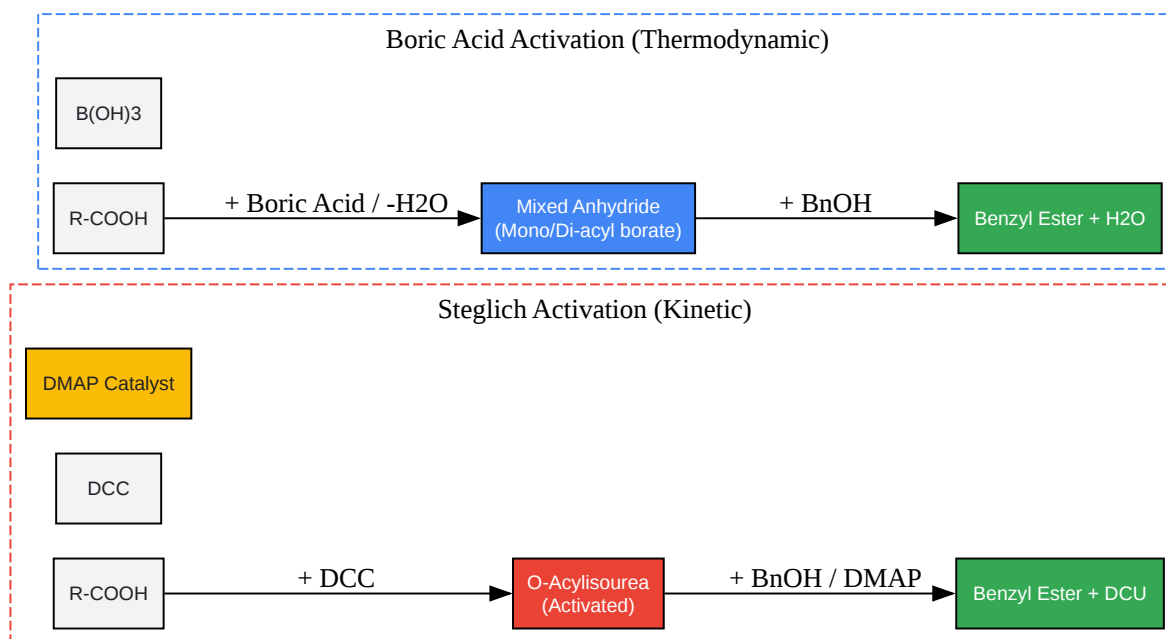 Boric Acid Activation (Thermodynamic)
B(OH)3
R-COOH
+ Boric Acid / -H2O
Mixed Anhydride
(Mono/Di-acyl borate)
+ BnOH
Benzyl Ester + H2O
Steglich Activation (Kinetic)
DMAP Catalyst
DCC
R-COOH
+ DCC
O-Acylisourea
(Activated)
+ BnOH / DMAP
Benzyl Ester + DCU